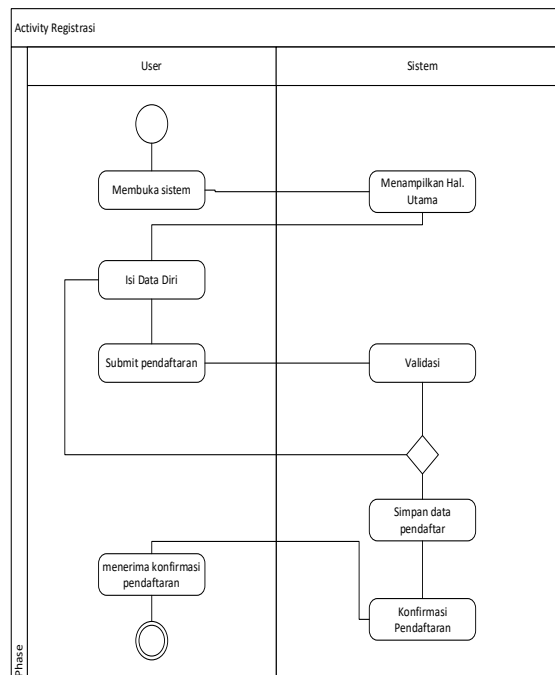 Activity Registrasi
User
Sistem
Membuka sistem
Menampilkan Hal.
Utama
Isi Data Diri
Submit pendaftaran
Validasi
Simpan data
pendaftar
menerima konfirmasi
pendaftaran
Konfirmasi
Pendaftaran
Phase